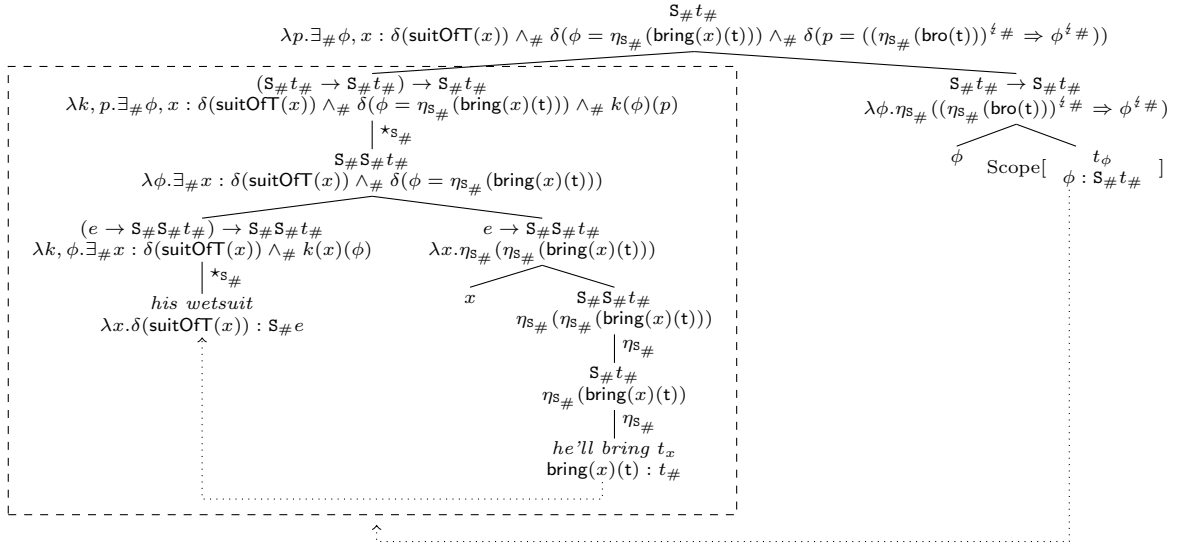 S#t#
λp.∃#ϕ, x : δ(suitOfT(x)) ∧# δ(ϕ = ηS#(bring(x)(t))) ∧# δ(p = ((ηS#(bro(t)))↯# ⇒ ϕ↯#))
(S#t# → S#t#) → S#t#
λk, p.∃#ϕ, x : δ(suitOfT(x)) ∧# δ(ϕ = ηS#(bring(x)(t))) ∧# k(ϕ)(p)
S#t# → S#t#
λϕ.ηS#((ηS#(bro(t)))↯# ⇒ ϕ↯#)
⋆S#
ϕ
Scope[ tϕ ]
ϕ : S#t#
S#S#t#
λϕ.∃#x : δ(suitOfT(x)) ∧# δ(ϕ = ηS#(bring(x)(t)))
(e → S#S#t#) → S#S#t#
λk, ϕ.∃#x : δ(suitOfT(x)) ∧# k(x)(ϕ)
e → S#S#t#
λx.ηS#(ηS#(bring(x)(t)))
⋆S#
his wetsuit
λx.δ(suitOfT(x)) : S#e
x
S#S#t#
ηS#(ηS#(bring(x)(t)))
ηS#
S#t#
ηS#(bring(x)(t))
ηS#
he'll bring tx
bring(x)(t) : t#